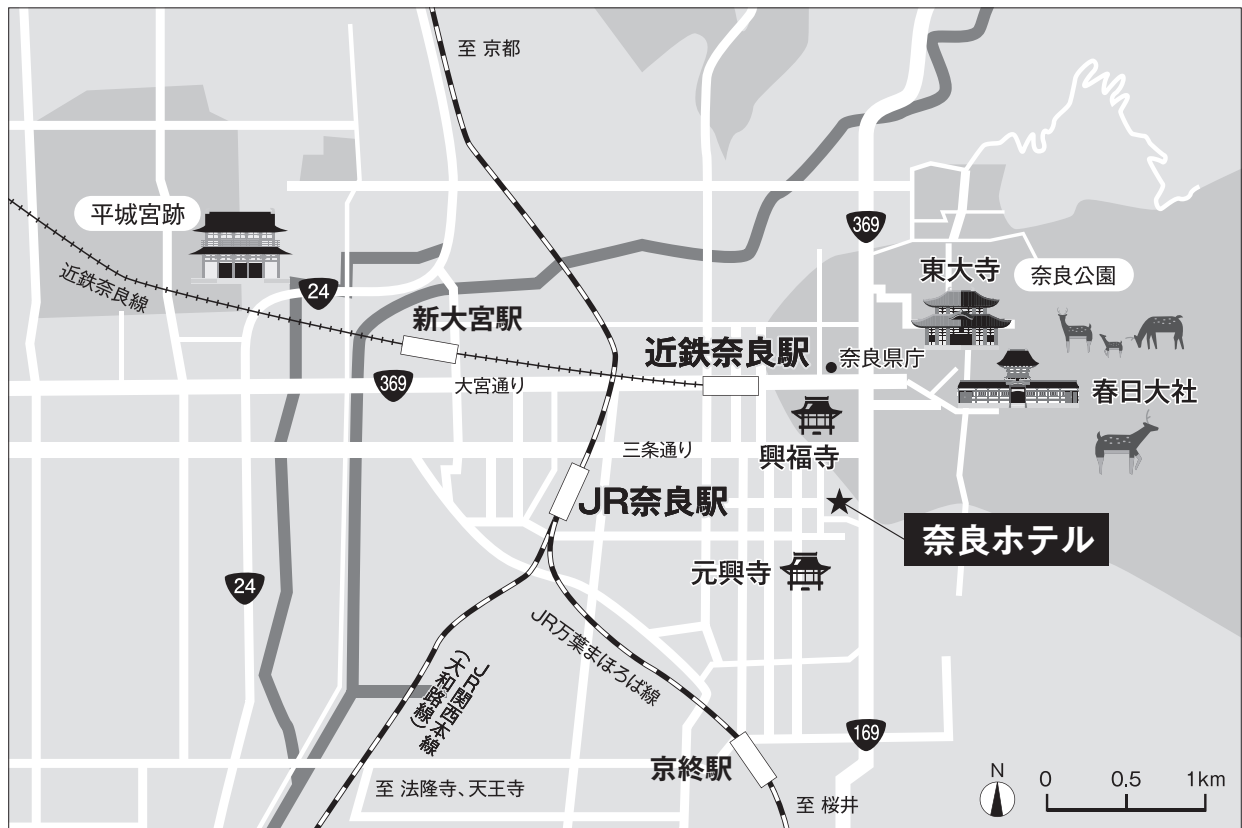 至 京都
平城宮跡
369
東大寺
奈良公園
近鉄奈良線
24
新大宮駅
近鉄奈良駅
奈良県庁
369
大宮通り
春日大社
三条通り
興福寺
JR奈良駅
奈良ホテル
元興寺
24
JR万葉まほろば線
JR関西本線
(大和路線)
169
京終駅
至 法隆寺、天王寺
至 桜井
N
0 0.5 1km